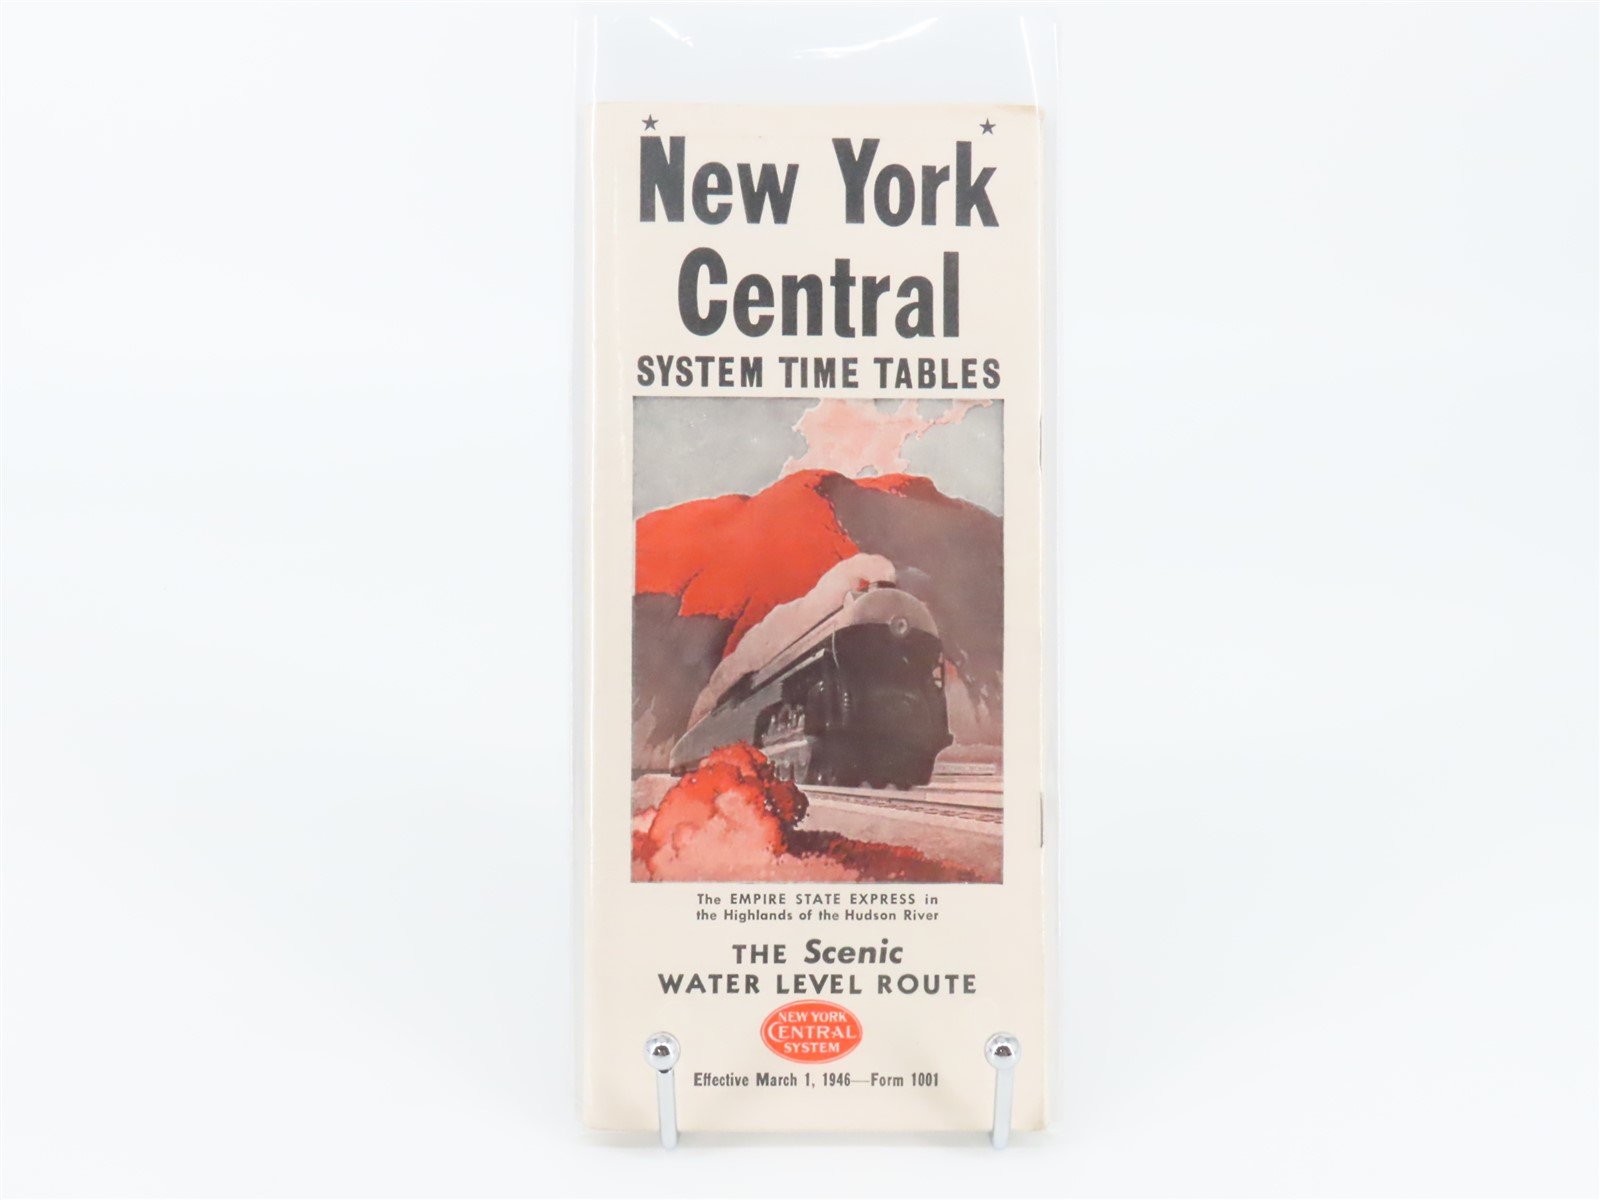 New York
Central
SYSTEM TIME TABLES
The EMPIRE STATE EXPRESS in
the Highlands of the Hudson River
THE Scenic
WATER LEVEL ROUTE
NEW YORK
CENTRAL
SYSTEM
Effective March 1, 1946—Form 1001